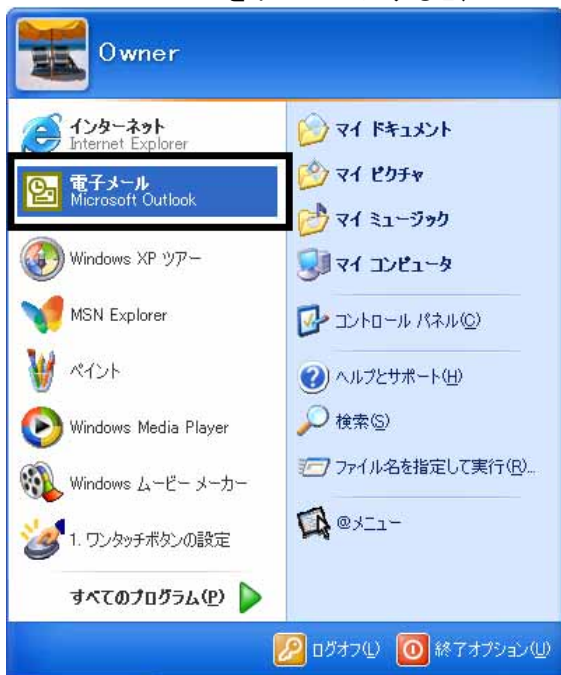 Owner
インターネット
Internet Explorer
電子メール
Microsoft Outlook
Windows XP ツアー
MSN Explorer
ペイント
Windows Media Player
Windows ムービー メーカー
1. ワンタッチボタンの設定
すべてのプログラム(P)
マイ ドキュメント
マイ ピクチャ
マイ ミュージック
マイ コンピュータ
コントロール パネル(C)
ヘルプとサポート(H)
検索(S)
ファイル名を指定して実行(R)...
@メニュー
ログオフ(L)
終了オプション(U)